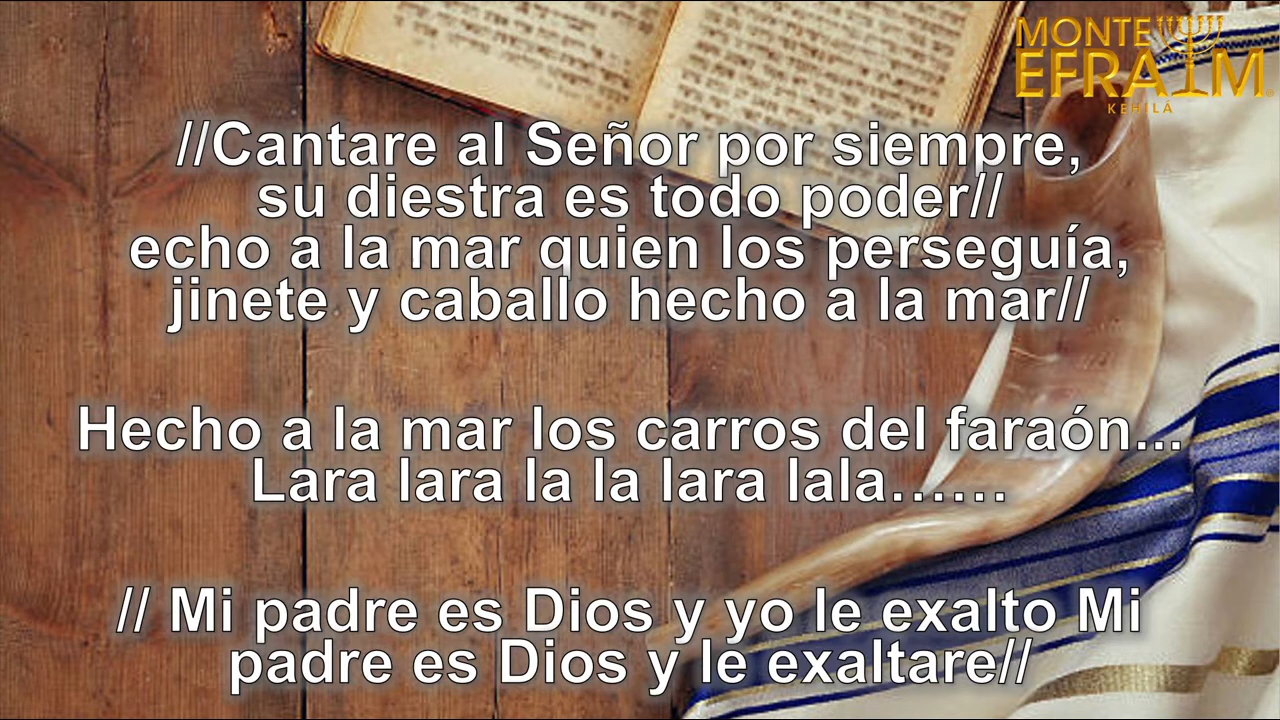 MONTE
EFRAIM
KEHILÁ
//Cantare al Señor por siempre,
su diestra es todo poder//
echo a la mar quien los perseguía,
jinete y caballo hecho a la mar//
Hecho a la mar los carros del faraón...
Lara lara la la lara lala……
// Mi padre es Dios y yo le exalto Mi
padre es Dios y le exaltare//